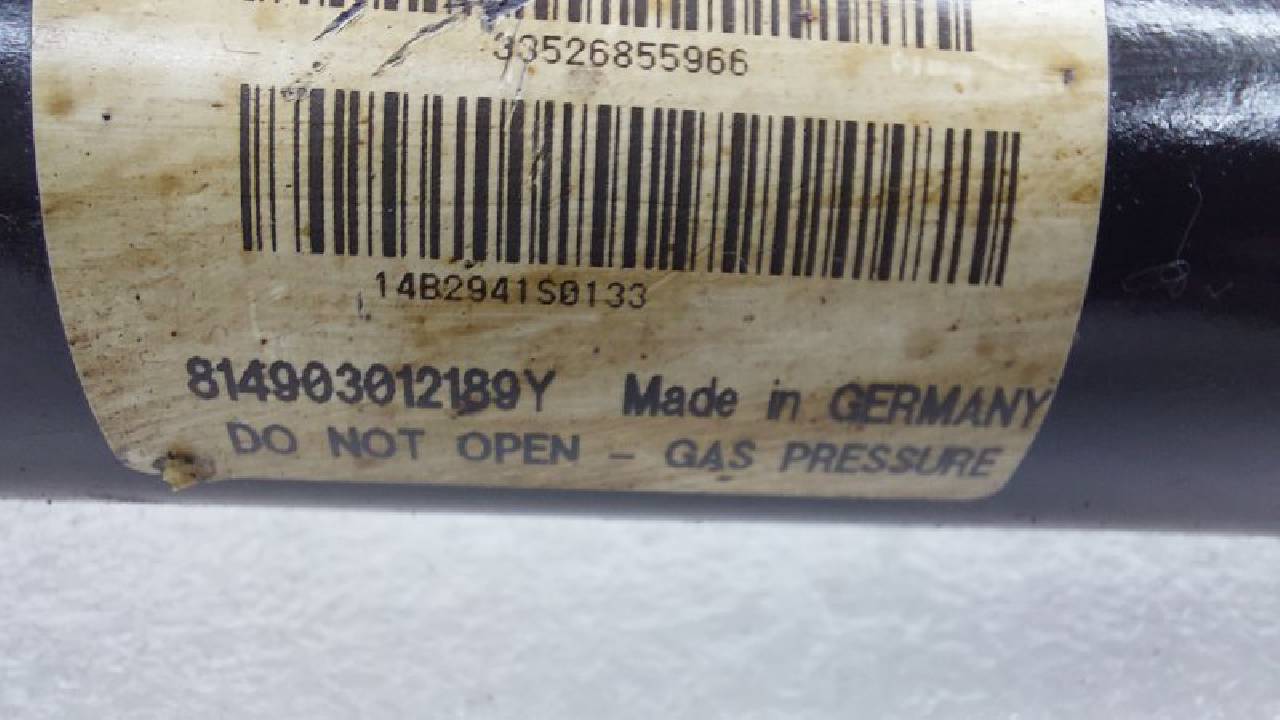 33526855966
14B2941S0133
814903012189Y Made in GERMANY
DO NOT OPEN - GAS PRESSURE